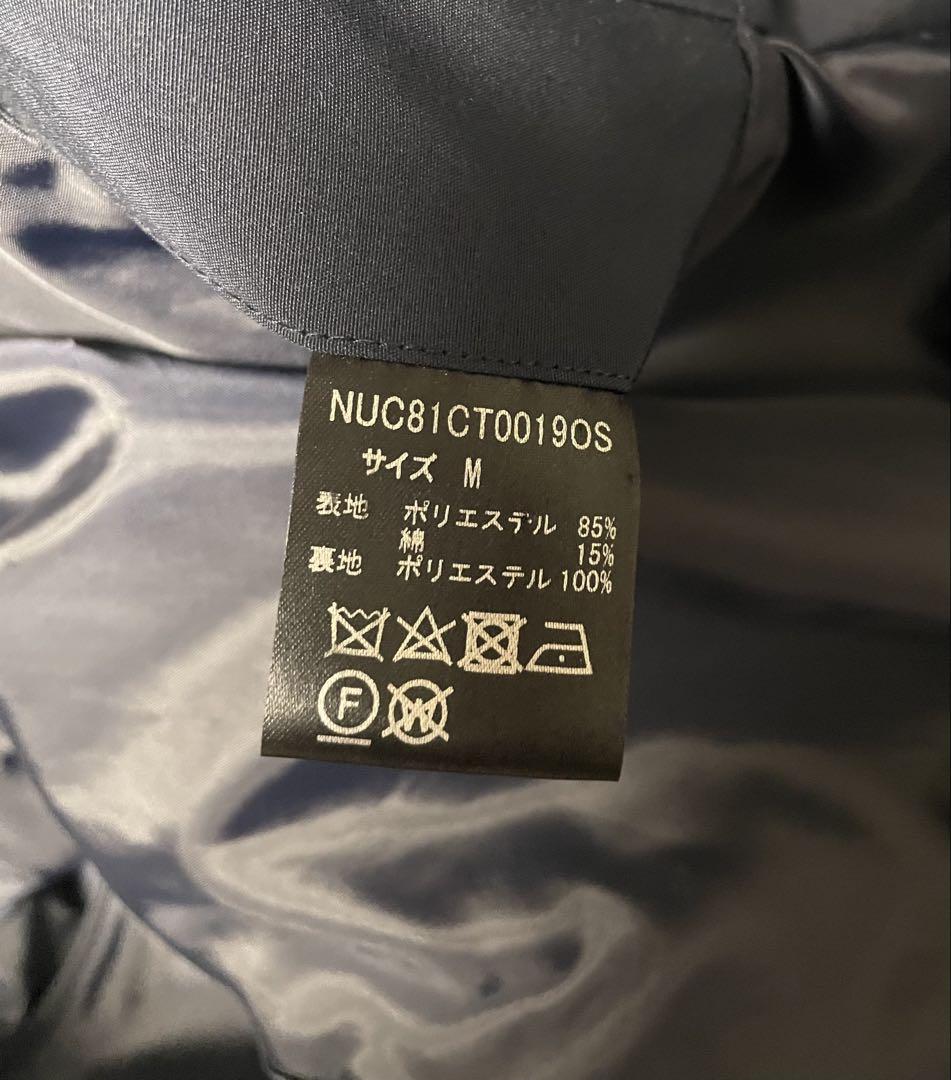 NUC81CT0019OS
サイズ M
表地 ポリエステル 85%
綿 15%
裏地 ポリエステル 100%
F W